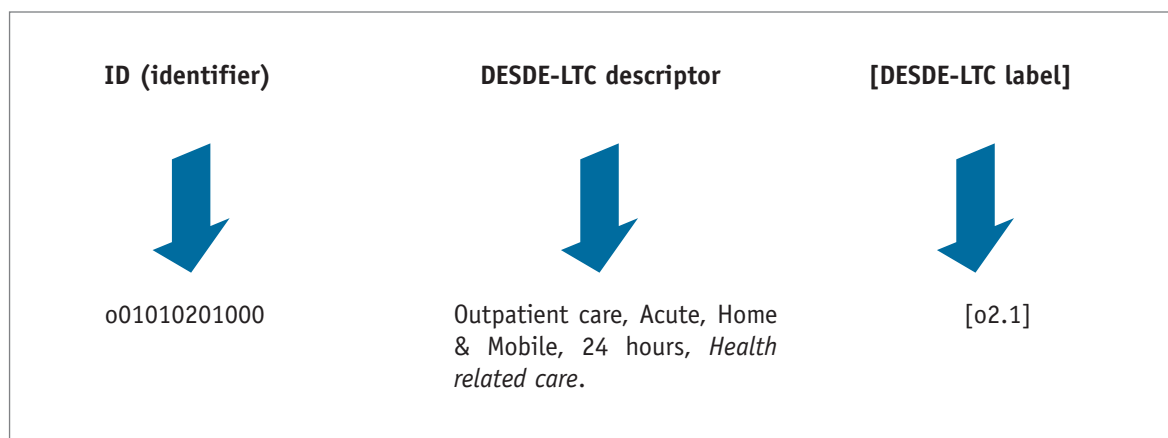 ID (identifier)
DESDE-LTC descriptor
[DESDE-LTC label]
o01010201000
Outpatient care, Acute, Home
& Mobile, 24 hours, Health
related care.
[o2.1]